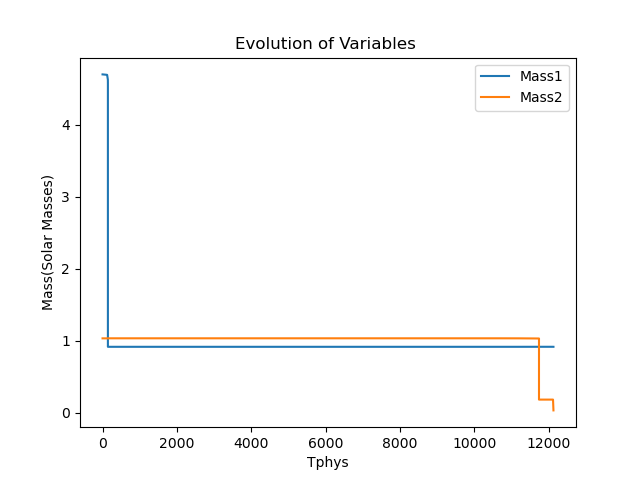 Evolution of Variables
Mass1
Mass2
Mass(Solar Masses)
4
3
2
1
0
0 2000 4000 6000 8000 10000 12000
Tphys